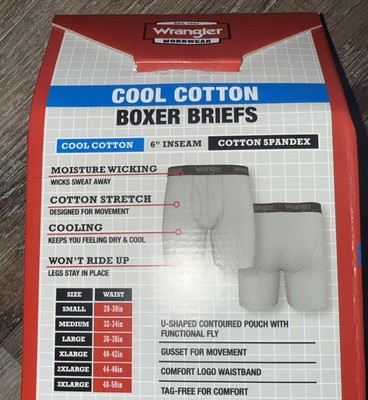 Wrangler
WORKWEAR
COOL COTTON
BOXER BRIEFS
COOL COTTON 6" INSEAM COTTON SPANDEX
MOISTURE WICKING
WICKS SWEAT AWAY
COTTON STRETCH
DESIGNED FOR MOVEMENT
COOLING
KEEPS YOU FEELING DRY & COOL
WON'T RIDE UP
LEGS STAY IN PLACE
Wrangler
Wrangler
SIZE WAIST
SMALL 28-30in
MEDIUM 32-34in
LARGE 36-38in
XLARGE 40-42in
2XLARGE 44-46in
3XLARGE 48-50in
U-SHAPED CONTOURED POUCH WITH
FUNCTIONAL FLY
GUSSET FOR MOVEMENT
COMFORT LOGO WAISTBAND
TAG-FREE FOR COMFORT